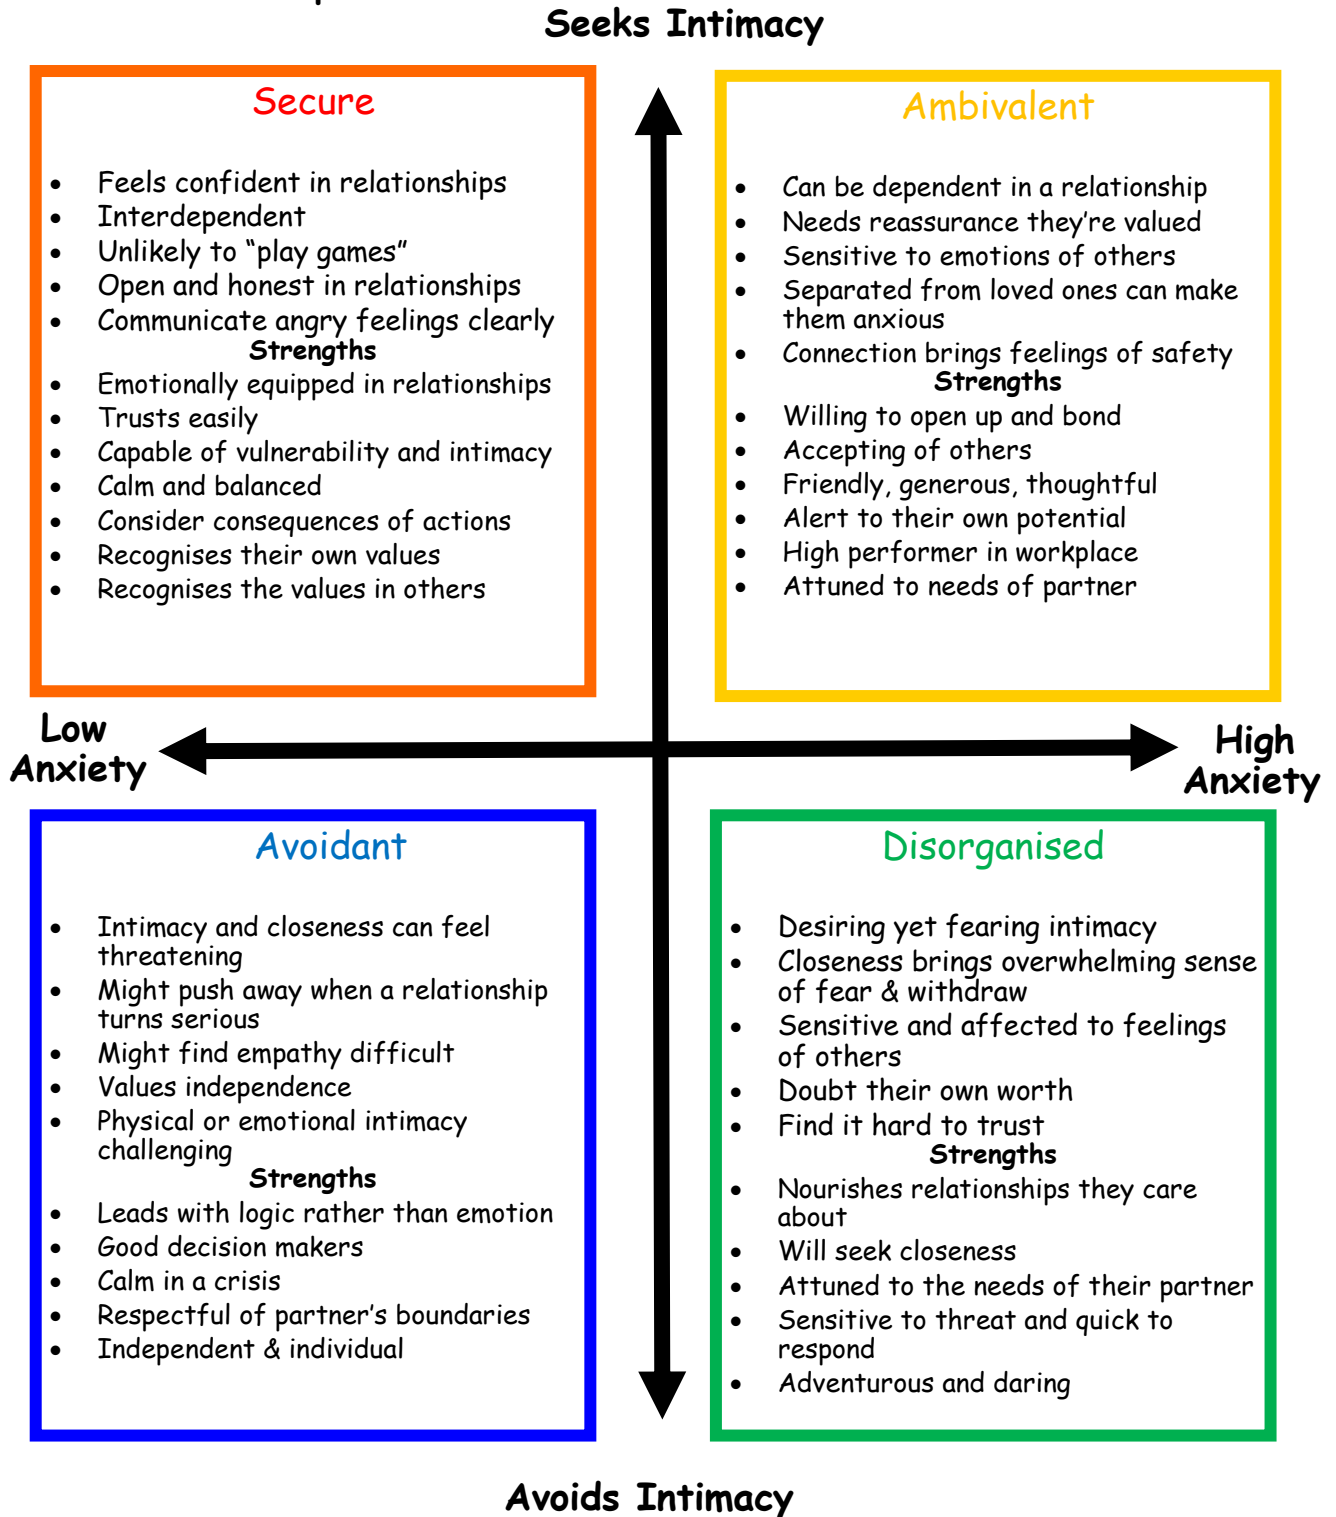 Seeks Intimacy
Secure
• Feels confident in relationships
• Interdependent
• Unlikely to “play games”
• Open and honest in relationships
• Communicate angry feelings clearly
Strengths
• Emotionally equipped in relationships
• Trusts easily
• Capable of vulnerability and intimacy
• Calm and balanced
• Consider consequences of actions
• Recognises their own values
• Recognises the values in others
Ambivalent
• Can be dependent in a relationship
• Needs reassurance they’re valued
• Sensitive to emotions of others
• Separated from loved ones can make
them anxious
• Connection brings feelings of safety
Strengths
• Willing to open up and bond
• Accepting of others
• Friendly, generous, thoughtful
• Alert to their own potential
• High performer in workplace
• Attuned to needs of partner
Low
Anxiety
High
Anxiety
Avoidant
• Intimacy and closeness can feel
threatening
• Might push away when a relationship
turns serious
• Might find empathy difficult
• Values independence
• Physical or emotional intimacy
challenging
Strengths
• Leads with logic rather than emotion
• Good decision makers
• Calm in a crisis
• Respectful of partner’s boundaries
• Independent & individual
Disorganised
• Desiring yet fearing intimacy
• Closeness brings overwhelming sense
of fear & withdraw
• Sensitive and affected to feelings
of others
• Doubt their own worth
• Find it hard to trust
Strengths
• Nourishes relationships they care
about
• Will seek closeness
• Attuned to the needs of their partner
• Sensitive to threat and quick to
respond
• Adventurous and daring
Avoids Intimacy